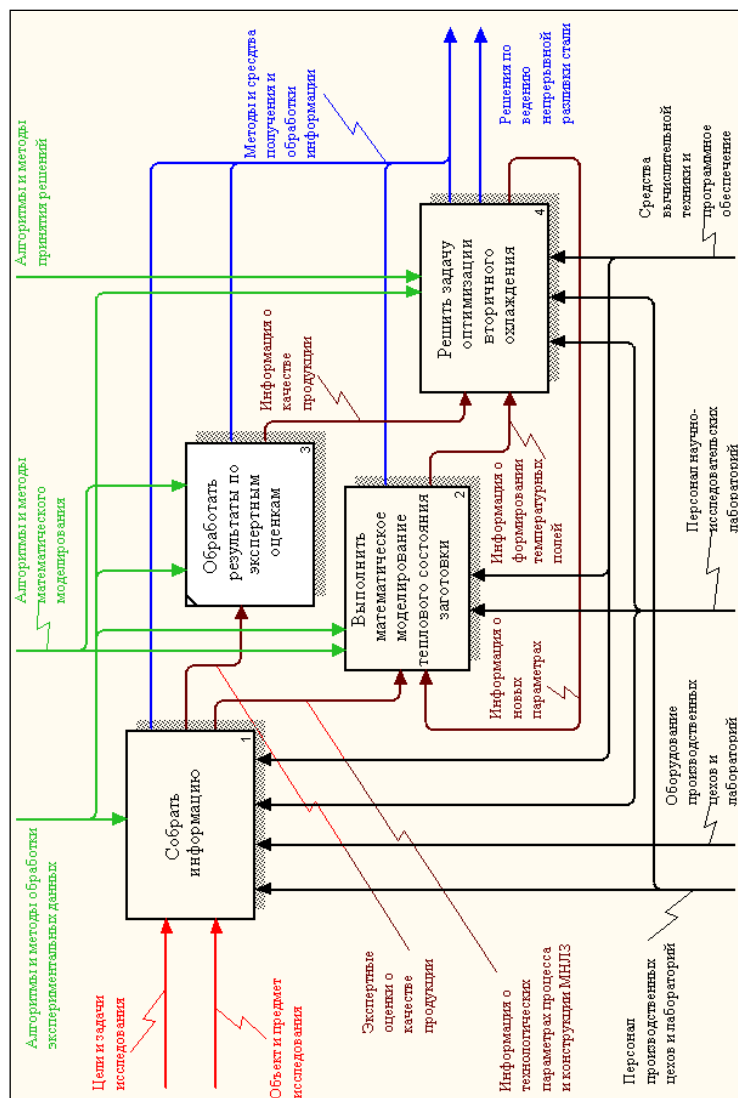 Алгоритмы и методы обработки
экспериментальных данных
Алгоритмы и методы
математического
моделирования
Алгоритмы и методы
принятия решений
Цели и задачи
исследования
Объект и предмет
исследования
Собрать
информацию
1
Обработать
результаты по
экспертным
оценкам
3
Выполнить
математическое
моделирование
теплового состояния
заготовки
2
Решить задачу
оптимизации
вторичного
охлаждения
4
Методы и сресдтва
получения и
обработки
информации
Информация о
качестве
продукции
Решения по
ведению
непрерывной
разливки стали
Информация о
формировании
температурных
полей
Информация о
новых
параметрах
Экспертные
оценки о
качестве
продукции
Информация о
технологических
параметрах процесса
и конструкции МНЛЗ
Персонал
производственных
цехов и лабораторий
Оборудование
производственных
цехов и
лабораторий
Персонал научно-
исследовательских
лабораторий
Средства
вычислительной
техники и
программное
обеспечение